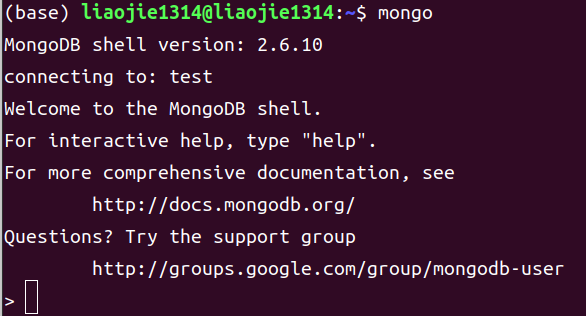 (base) liaojie1314@liaojie1314:~$ mongo
MongoDB shell version: 2.6.10
connecting to: test
Welcome to the MongoDB shell.
For interactive help, type "help".
For more comprehensive documentation, see
http://docs.mongodb.org/
Questions? Try the support group
http://groups.google.com/group/mongodb-user
>